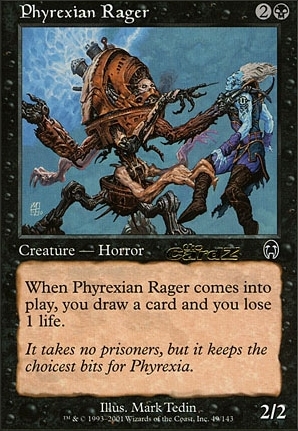 Phyrexian Rager 2
Creature — Horror
When Phyrexian Rager comes into
play, you draw a card and you lose
1 life.
It takes no prisoners, but it keeps the
choicest bits for Phyrexia.
2/2
Illus. Mark Tedin
™ & © 1993-2001 Wizards of the Coast, Inc. 49/143